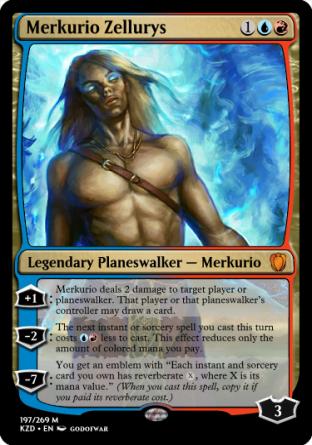 Merkurio Zellurys 1
Legendary Planeswalker — Merkurio
+1 : Merkurio deals 2 damage to target player or
planeswalker. That player or that planeswalker's
controller may draw a card.
-2 : The next instant or sorcery spell you cast this turn
costs less to cast. This effect reduces only the
amount of colored mana you pay.
-7 : You get an emblem with "Each instant and sorcery
card you own has reverberate X, where X is its
mana value." (When you cast this spell, copy it if
you paid its reverberate cost.)
3
197/269 M
KZD • EN GODOFWAR